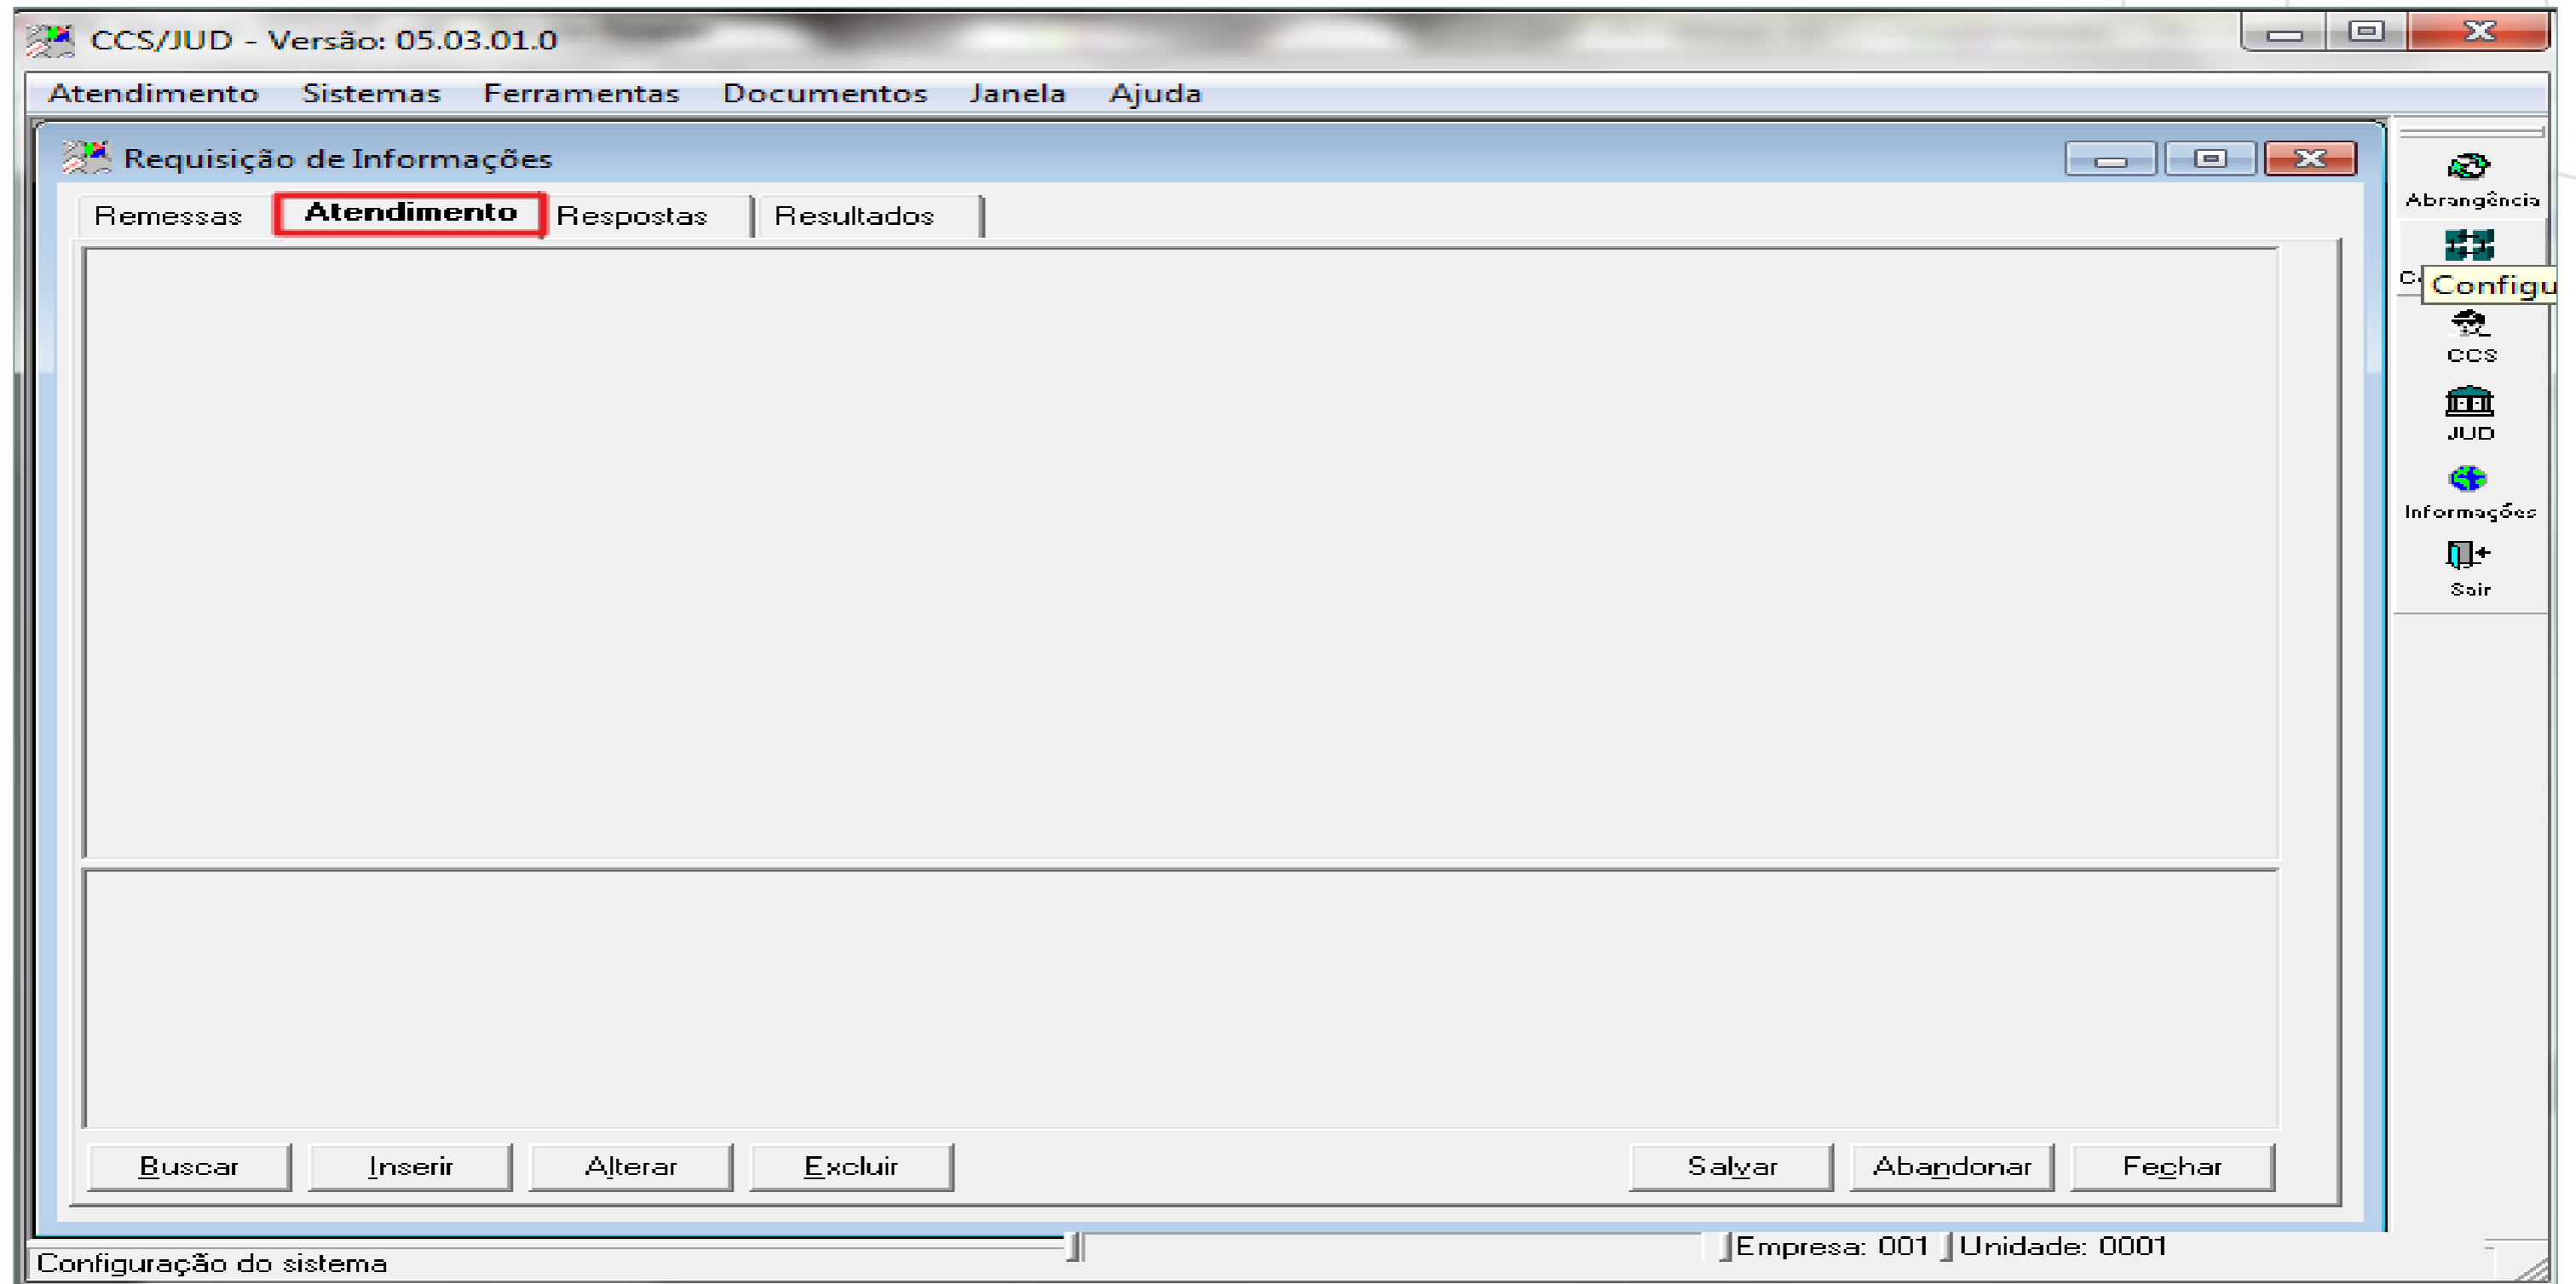 CCS/JUD - Versão: 05.03.01.0
Atendimento Sistemas Ferramentas Documentos Janela Ajuda
Requisição de Informações
Remessas Atendimento Respostas Resultados
Abrangência
Configu
CCS
JUD
Informações
Sair
Buscar Inserir Alterar Excluir Salvar Abandonar Fechar
Configuração do sistema Empresa: 001 Unidade: 0001